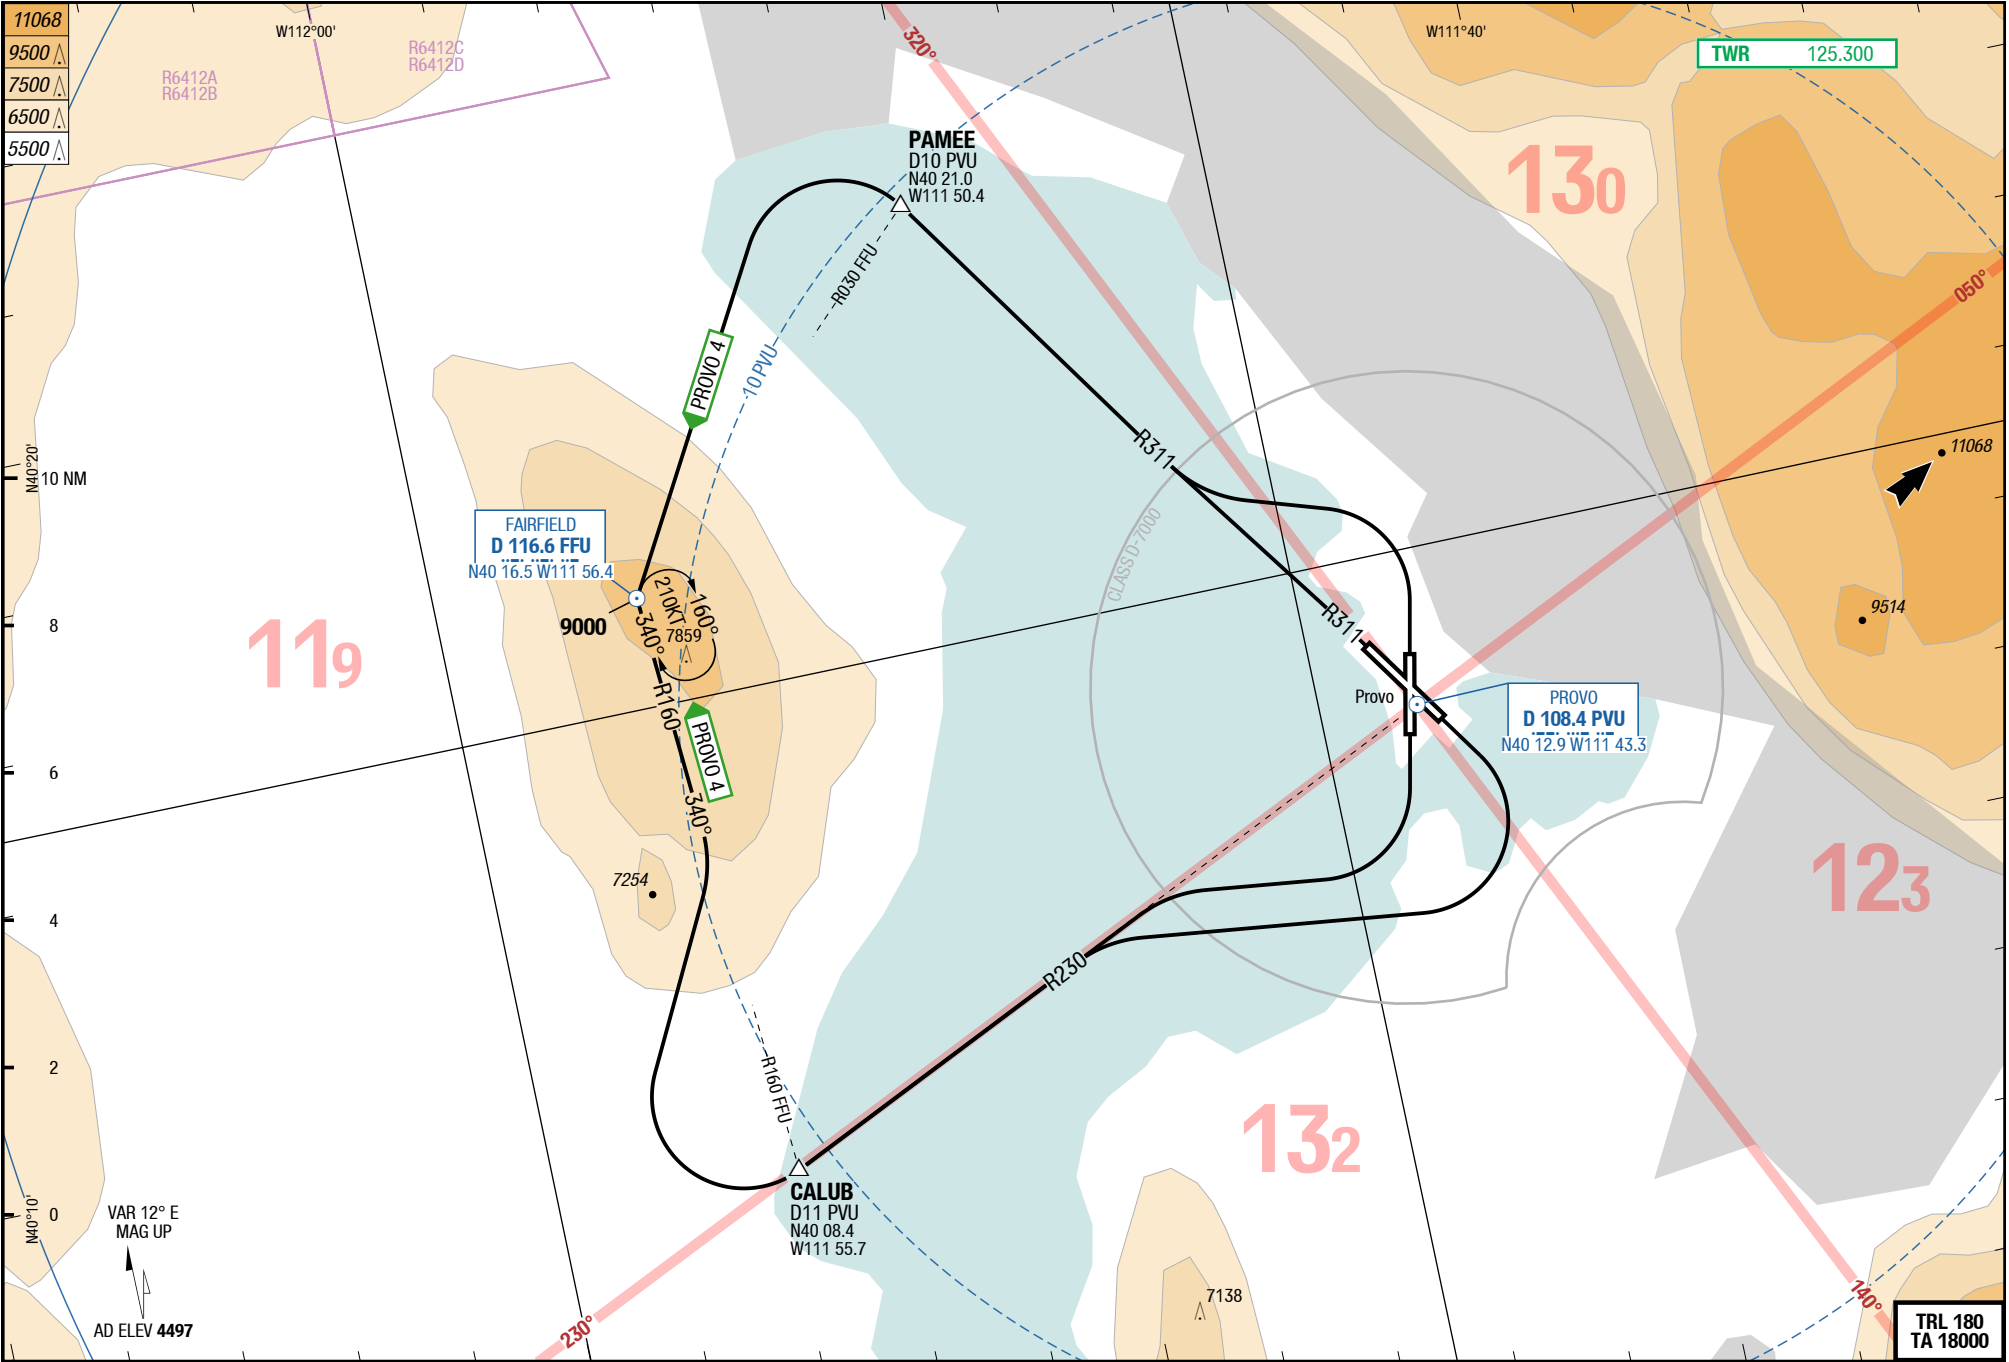 11068
9500
7500
6500
5500
W112°00'
R6412A
R6412B
R6412C
R6412D
320°
W111°40'
TWR 125.300
PAMEE
D10 PVU
N40 21.0
W111 50.4
R030 FFU
130
050°
PROVO 4
10 PVU
R311
11068
N40°20'
10 NM
FAIRFIELD
D 116.6 FFU
N40 16.5 W111 56.4
CLASS D-7000
9000
210KT
160°
340°
7859
R311
9514
8
119
R160
PROVO 4
340°
Provo
PROVO
D 108.4 PVU
N40 12.9 W111 43.3
6
7254
4
123
R230
2
R160 FFU
132
CALUB
D11 PVU
N40 08.4
W111 55.7
N40°10'
0
VAR 12° E
MAG UP
AD ELEV 4497
230°
7138
140°
TRL 180
TA 18000